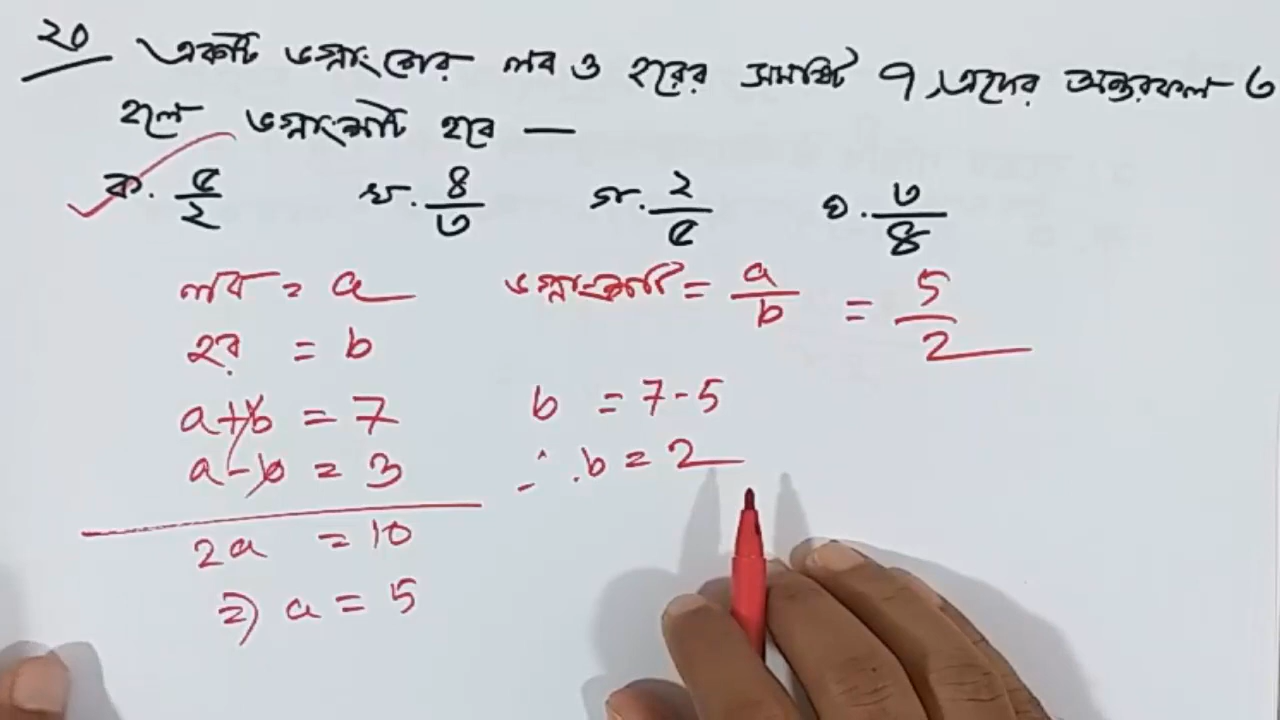 ২০ একটি ভগ্নাংশের লব ও হরের সমষ্টি ৭, এদের অন্তরফল ৩
হলে ভগ্নাংশটি হবে —
ক. ৫/২ খ. ৪/৩ গ. ২/৫ ঘ. ৩/৪
লব = a
হর = b
a+b = 7
a-b = 3
2a = 10
⇒ a = 5
ভগ্নাংশটি = a/b = 5/2
b = 7-5
∴ b = 2